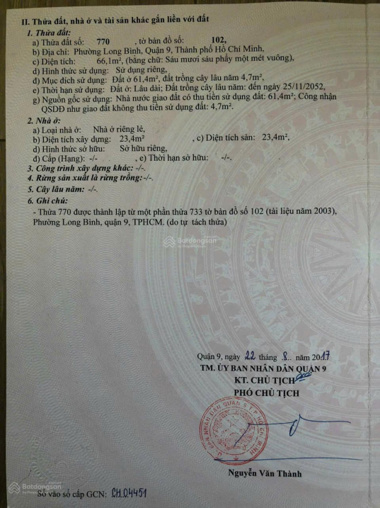 II. Thửa đất, nhà ở và tài sản khác gắn liền với đất
1. Thửa đất:
a) Thửa đất số: 770 , tờ bản đồ số: 102,
b) Địa chỉ: Phường Long Bình, Quận 9, Thành phố Hồ Chí Minh,
c) Diện tích: 66,1m², (bằng chữ: Sáu mươi sáu phẩy một mét vuông),
d) Hình thức sử dụng: Sử dụng riêng,
đ) Mục đích sử dụng: Đất ở 61,4m², đất trồng cây lâu năm 4,7m²,
e) Thời hạn sử dụng: Đất ở: Lâu dài; Đất trồng cây lâu năm: đến ngày 25/11/2052,
g) Nguồn gốc sử dụng: Nhà nước giao đất có thu tiền sử dụng đất: 61,4m²; Công nhận
QSDĐ như giao đất không thu tiền sử dụng đất: 4,7m².
2. Nhà ở:
a) Loại nhà ở: Nhà ở riêng lẻ,
b) Diện tích xây dựng: 23,4m² , c) Diện tích sàn: 23,4m²,
d) Hình thức sở hữu: Sở hữu riêng,
đ) Cấp (Hạng): -/- , e) Thời hạn sở hữu: -/-.
3. Công trình xây dựng khác: -/-.
4. Rừng sản xuất là rừng trồng:-/-.
5. Cây lâu năm: -/-.
6. Ghi chú:
- Thửa 770 được thành lập từ một phần thửa 733 tờ bản đồ số 102 (tài liệu năm 2003),
Phường Long Bình, quận 9, TPHCM. (do tự tách thửa)
Batdongsan
Quận 9, ngày 22 tháng 8 năm 2017
TM. ỦY BAN NHÂN DÂN QUẬN 9
KT. CHỦ TỊCH
PHÓ CHỦ TỊCH
Nguyễn Văn Thành
Batdongsan
Số vào sổ cấp GCN: CH04451